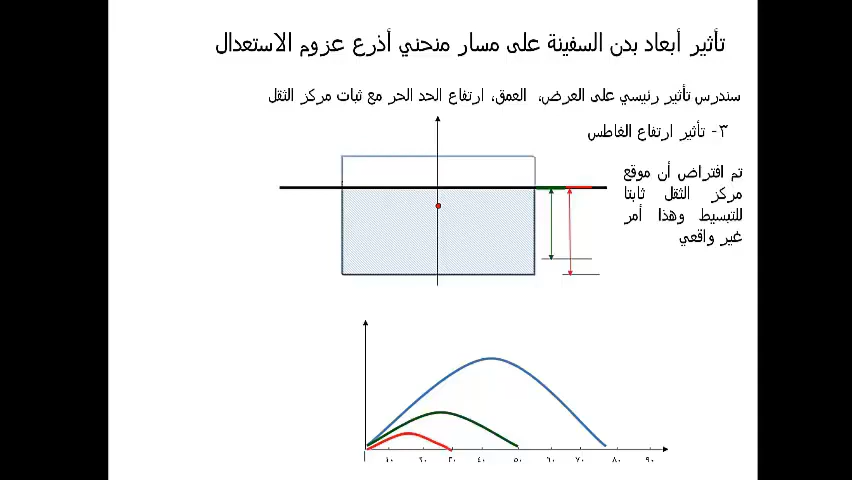 تأثير أبعاد بدن السفينة على مسار منحني أذرع عزوم الاستعدال
سندرس تأثير رئيسي على العرض، العمق، ارتفاع الحد الحر مع ثبات مركز الثقل
٣- تأثير ارتفاع الغاطس
تم افتراض أن موقع
مركز الثقل ثابتا
للتبسيط وهذا أمر
غير واقعي
١٠ ٢٠ ٣٠ ٤٠ ٥٠ ٦٠ ٧٠ ٨٠ ٩٠